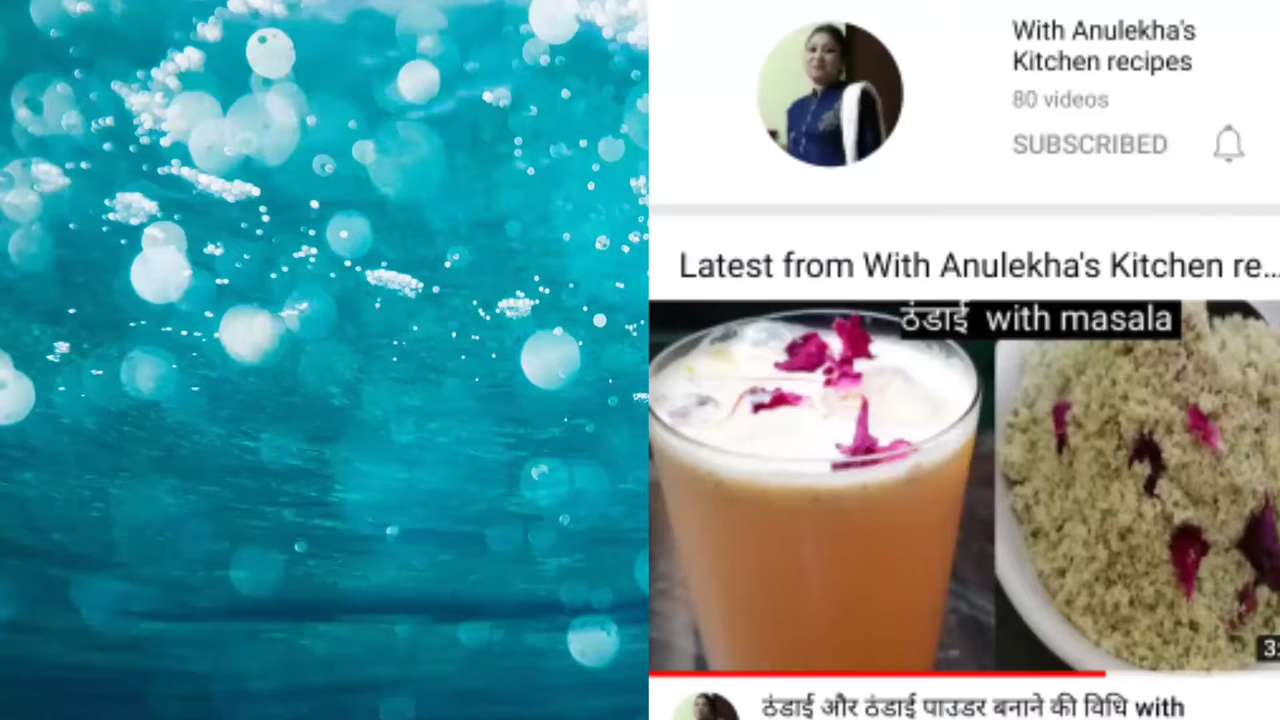 With Anulekha's
Kitchen recipes
80 videos
SUBSCRIBED
Latest from With Anulekha's Kitchen re...
ठंडाई with masala
ठंडाई और ठंडाई पाउडर बनाने की विधि with